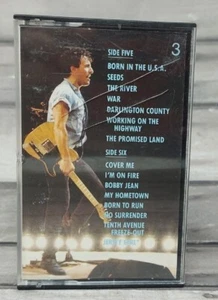 3
SIDE FIVE
BORN IN THE U.S.A.
SEEDS
THE RIVER
WAR
DARLINGTON COUNTY
WORKING ON THE
HIGHWAY
THE PROMISED LAND
SIDE SIX
COVER ME
I'M ON FIRE
BOBBY JEAN
MY HOMETOWN
BORN TO RUN
NO SURRENDER
TENTH AVENUE
FREEZE-OUT